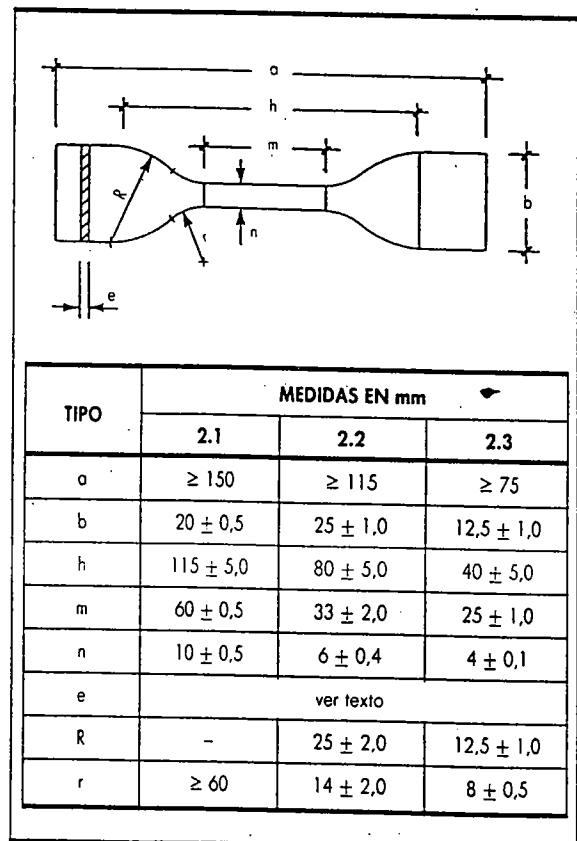 a
h
m
R
r
n
b
e
TIPO
MEDIDAS EN mm
2.1 2.2 2.3
a ≥ 150 ≥ 115 ≥ 75
b 20 ± 0,5 25 ± 1,0 12,5 ± 1,0
h 115 ± 5,0 80 ± 5,0 40 ± 5,0
m 60 ± 0,5 33 ± 2,0 25 ± 1,0
n 10 ± 0,5 6 ± 0,4 4 ± 0,1
e ver texto
R – 25 ± 2,0 12,5 ± 1,0
r ≥ 60 14 ± 2,0 8 ± 0,5